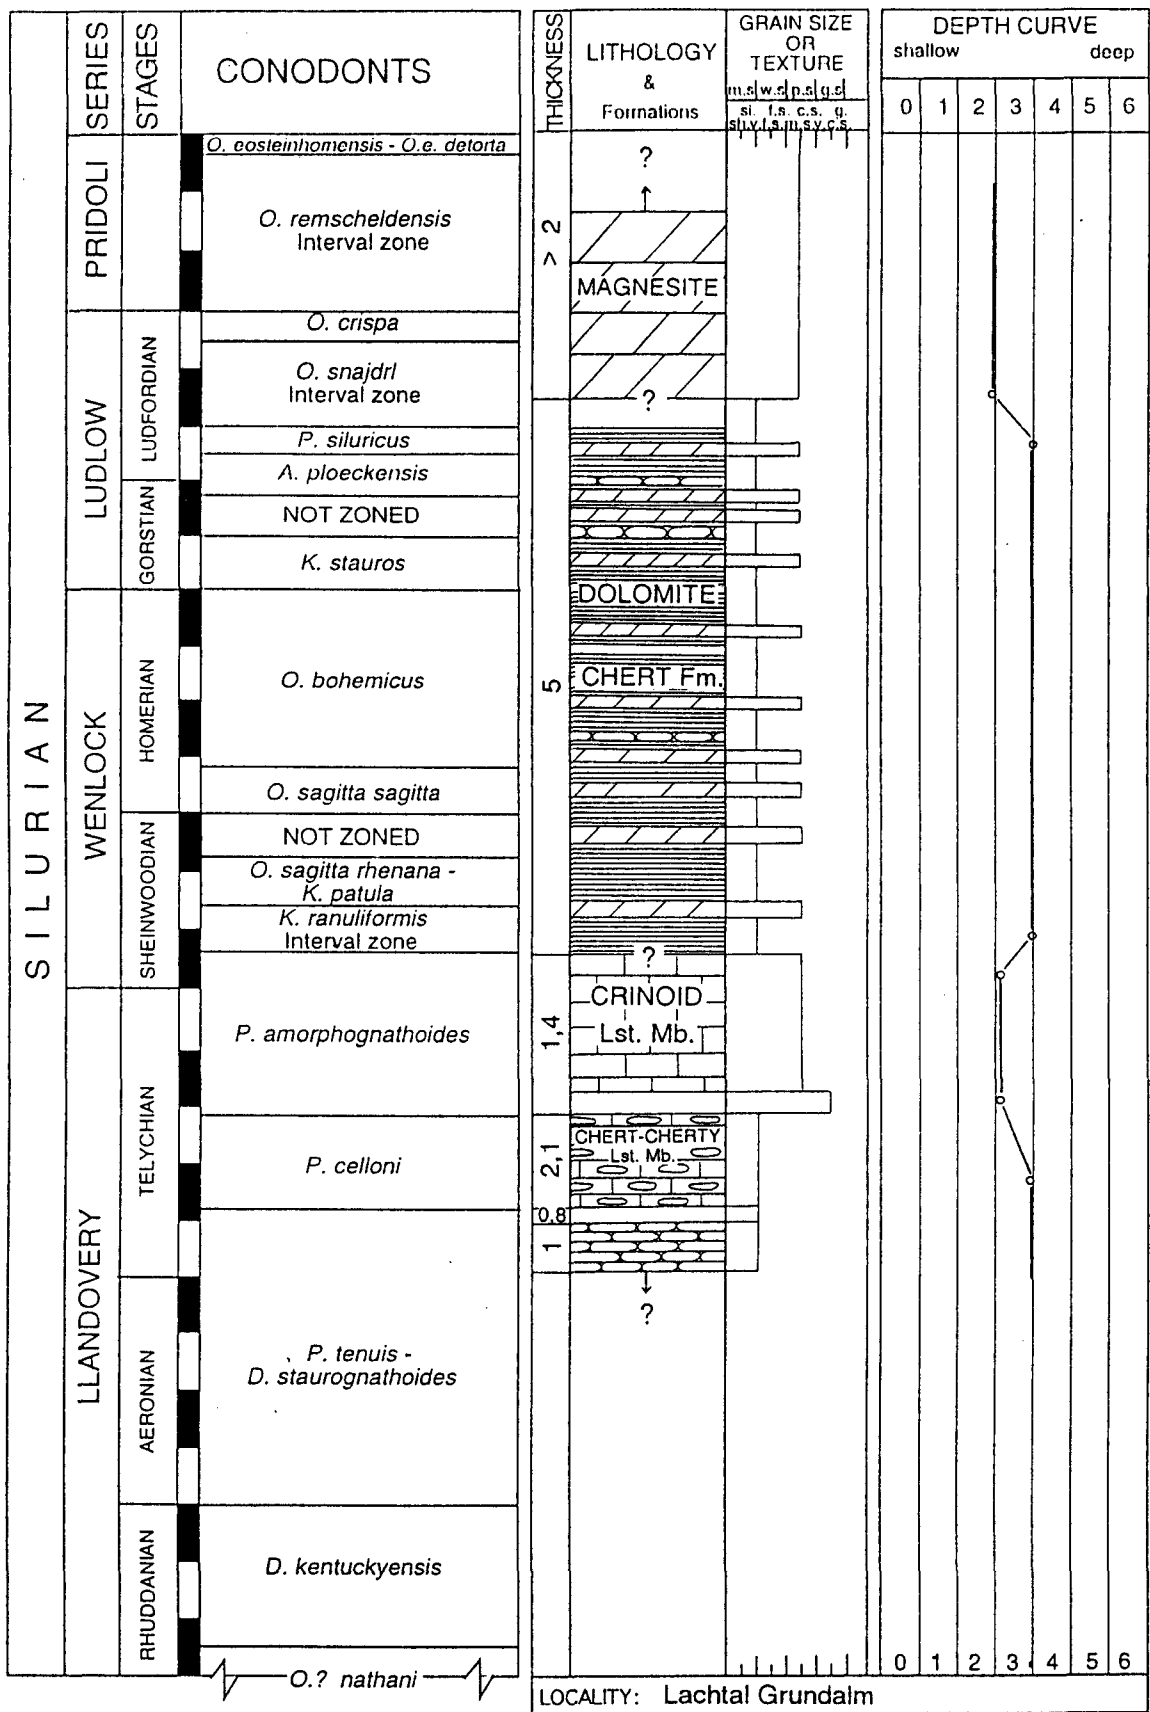 SILURIAN
SERIES
STAGES
CONODONTS
PRIDOLI
LUDLOW
WENLOCK
LLANDOVERY
LUDFORDIAN
GORSTIAN
HOMERIAN
SHEINWOODIAN
TELYCHIAN
AERONIAN
RHUDDANIAN
O. eosteinhornensis - O.e. detorta
O. remscheldensis
Interval zone
O. crispa
O. snajdrl
Interval zone
P. siluricus
A. ploeckensis
NOT ZONED
K. stauros
O. bohemicus
O. sagitta sagitta
NOT ZONED
O. sagitta rhenana -
K. patula
K. ranuliformis
Interval zone
P. amorphognathoides
P. celloni
P. tenuis -
D. staurognathoides
D. kentuckyensis
O.? nathani
THICKNESS
> 2
5
1,4
2,1
0.8
1
LITHOLOGY
&
Formations
?
MAGNESITE
?
DOLOMITE
CHERT Fm.
?
CRINOID
Lst. Mb.
CHERT-CHERTY
Lst. Mb.
?
GRAIN SIZE
OR
TEXTURE
m.s w.s p.s g.s
si. f.s. c.s. g.
sh.v.f.s.m.s.v.c.s.
DEPTH CURVE
shallow deep
0 1 2 3 4 5 6
0 1 2 3 4 5 6
LOCALITY: Lachtal Grundalm